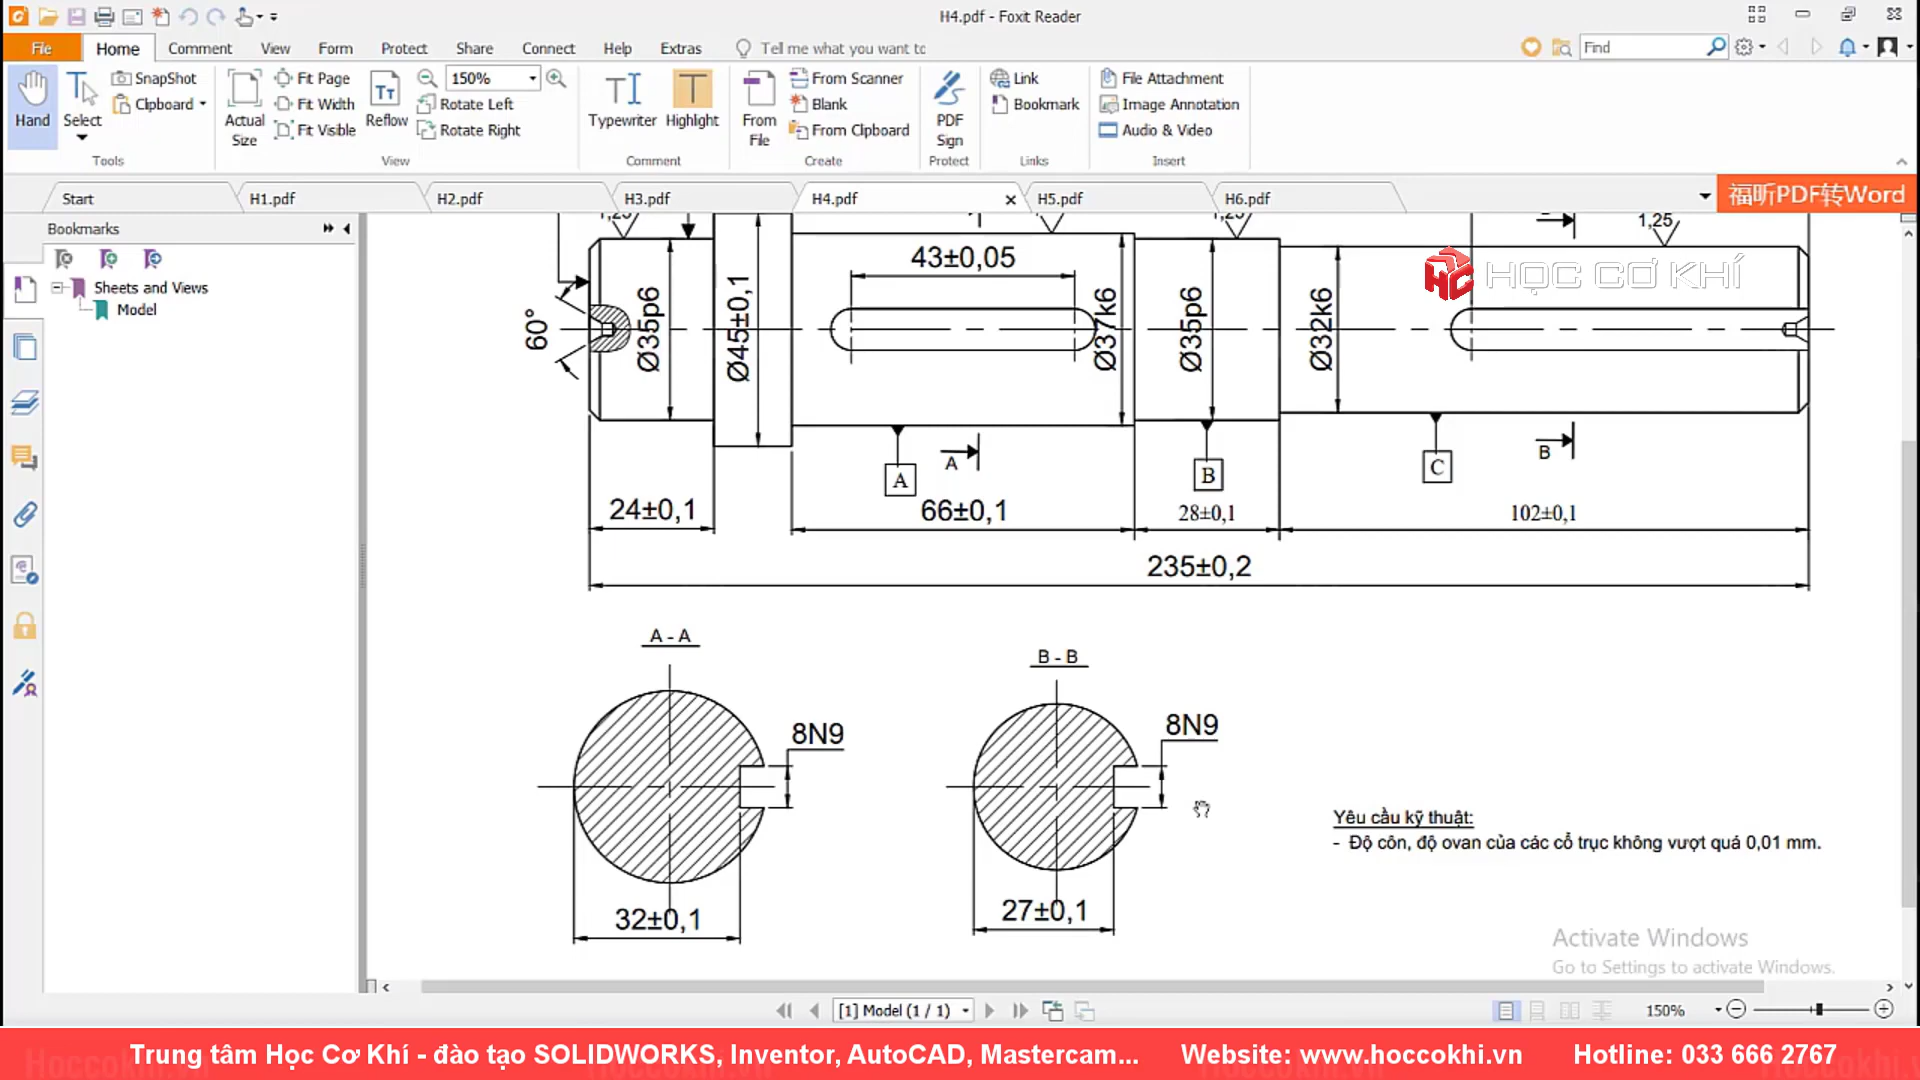 H4.pdf - Foxit Reader
File Home Comment View Form Protect Share Connect Help Extras Tell me what you want to Find
Hand
Select
SnapShot
Clipboard
Tools
Actual Size
Fit Page
Fit Width
Fit Visible
Reflow
150%
Rotate Left
Rotate Right
View
Typewriter
Highlight
Comment
From File
From Scanner
Blank
From Clipboard
Create
PDF Sign
Protect
Link
Bookmark
Links
File Attachment
Image Annotation
Audio & Video
Insert
Start H1.pdf H2.pdf H3.pdf H4.pdf H5.pdf H6.pdf
福昕PDF转Word
Bookmarks
Sheets and Views
Model
1,25
1,25
1,25
HỌC CƠ KHÍ
43±0,05
60°
Ø35p6
Ø45±0,1
Ø37k6
Ø35p6
Ø32k6
A
B
A
B
C
24±0,1
66±0,1
28±0,1
102±0,1
235±0,2
A - A
B - B
8N9
8N9
32±0,1
27±0,1
Yêu cầu kỹ thuật:
- Độ côn, độ ovan của các cổ trục không vượt quá 0,01 mm.
Activate Windows
Go to Settings to activate Windows.
[1] Model (1 / 1)
150%
Trung tâm Học Cơ Khí - đào tạo SOLIDWORKS, Inventor, AutoCAD, Mastercam... Website: www.hoccokhi.vn Hotline: 033 666 2767